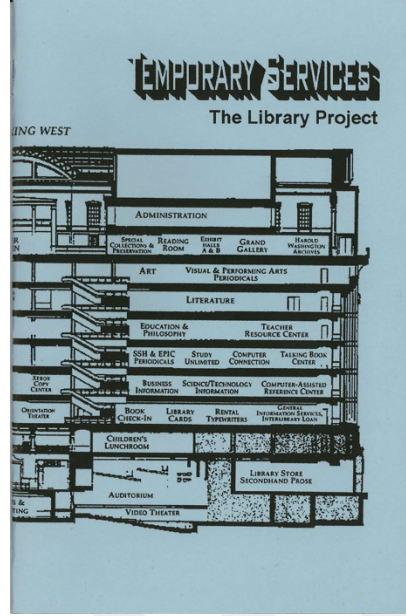 TEMPORARY SERVICES
The Library Project
ING WEST
ADMINISTRATION
SPECIAL COLLECTIONS & PRESERVATION
READING ROOM
EXHIBIT HALLS A & B
GRAND GALLERY
HAROLD WASHINGTON ARCHIVES
ART
VISUAL & PERFORMING ARTS PERIODICALS
LITERATURE
EDUCATION & PHILOSOPHY
TEACHER RESOURCE CENTER
SSH & EPIC PERIODICALS
STUDY UNLIMITED
COMPUTER CONNECTION
TALKING BOOK CENTER
XEROX COPY CENTER
BUSINESS INFORMATION
SCIENCE/TECHNOLOGY INFORMATION
COMPUTER-ASSISTED REFERENCE CENTER
ORIENTATION THEATER
BOOK CHECK-IN
LIBRARY CARDS
RENTAL TYPEWRITERS
GENERAL INFORMATION SERVICES, INTERLIBRARY LOAN
CHILDREN'S LUNCHROOM
LIBRARY STORE
SECONDHAND PROSE
AUDITORIUM
VIDEO THEATER